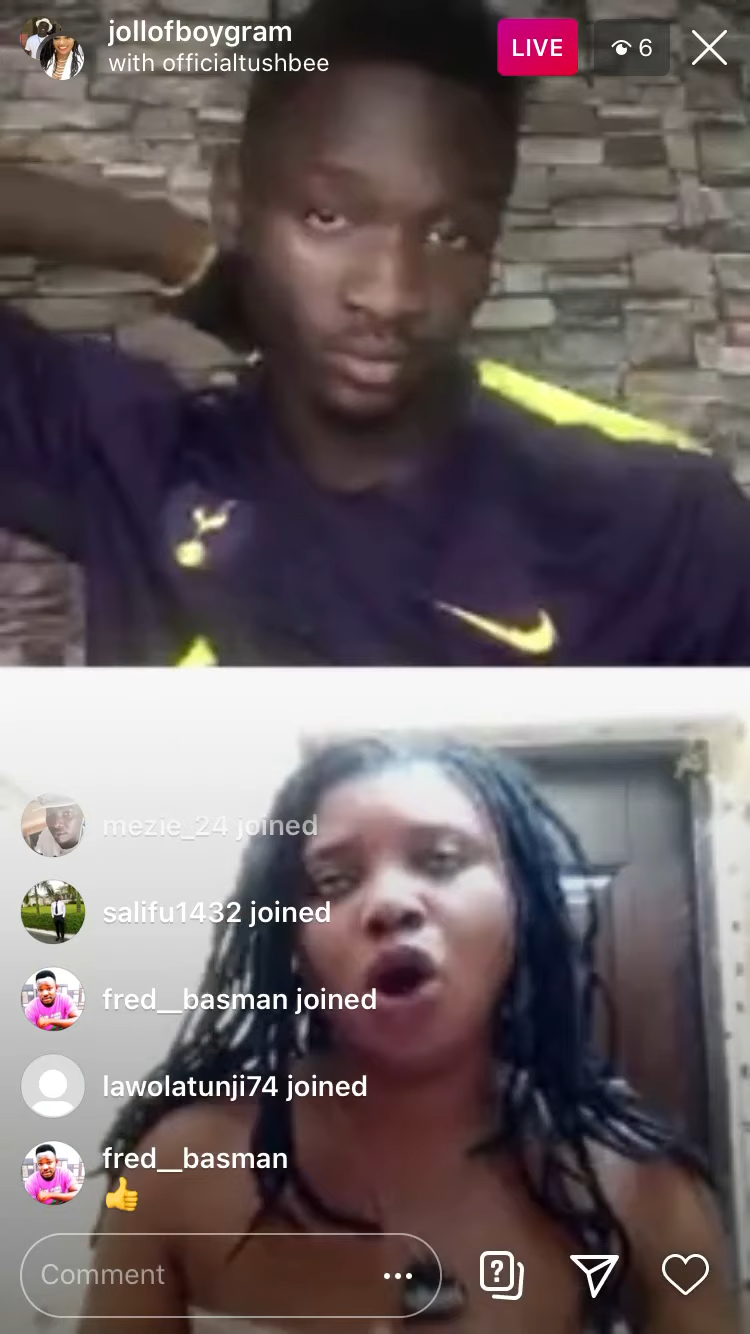 jollofboygram
with officialtushbee
LIVE
6
mezie_24 joined
salifu1432 joined
fred__basman joined
lawolatunji74 joined
fred__basman
👍
Comment
?